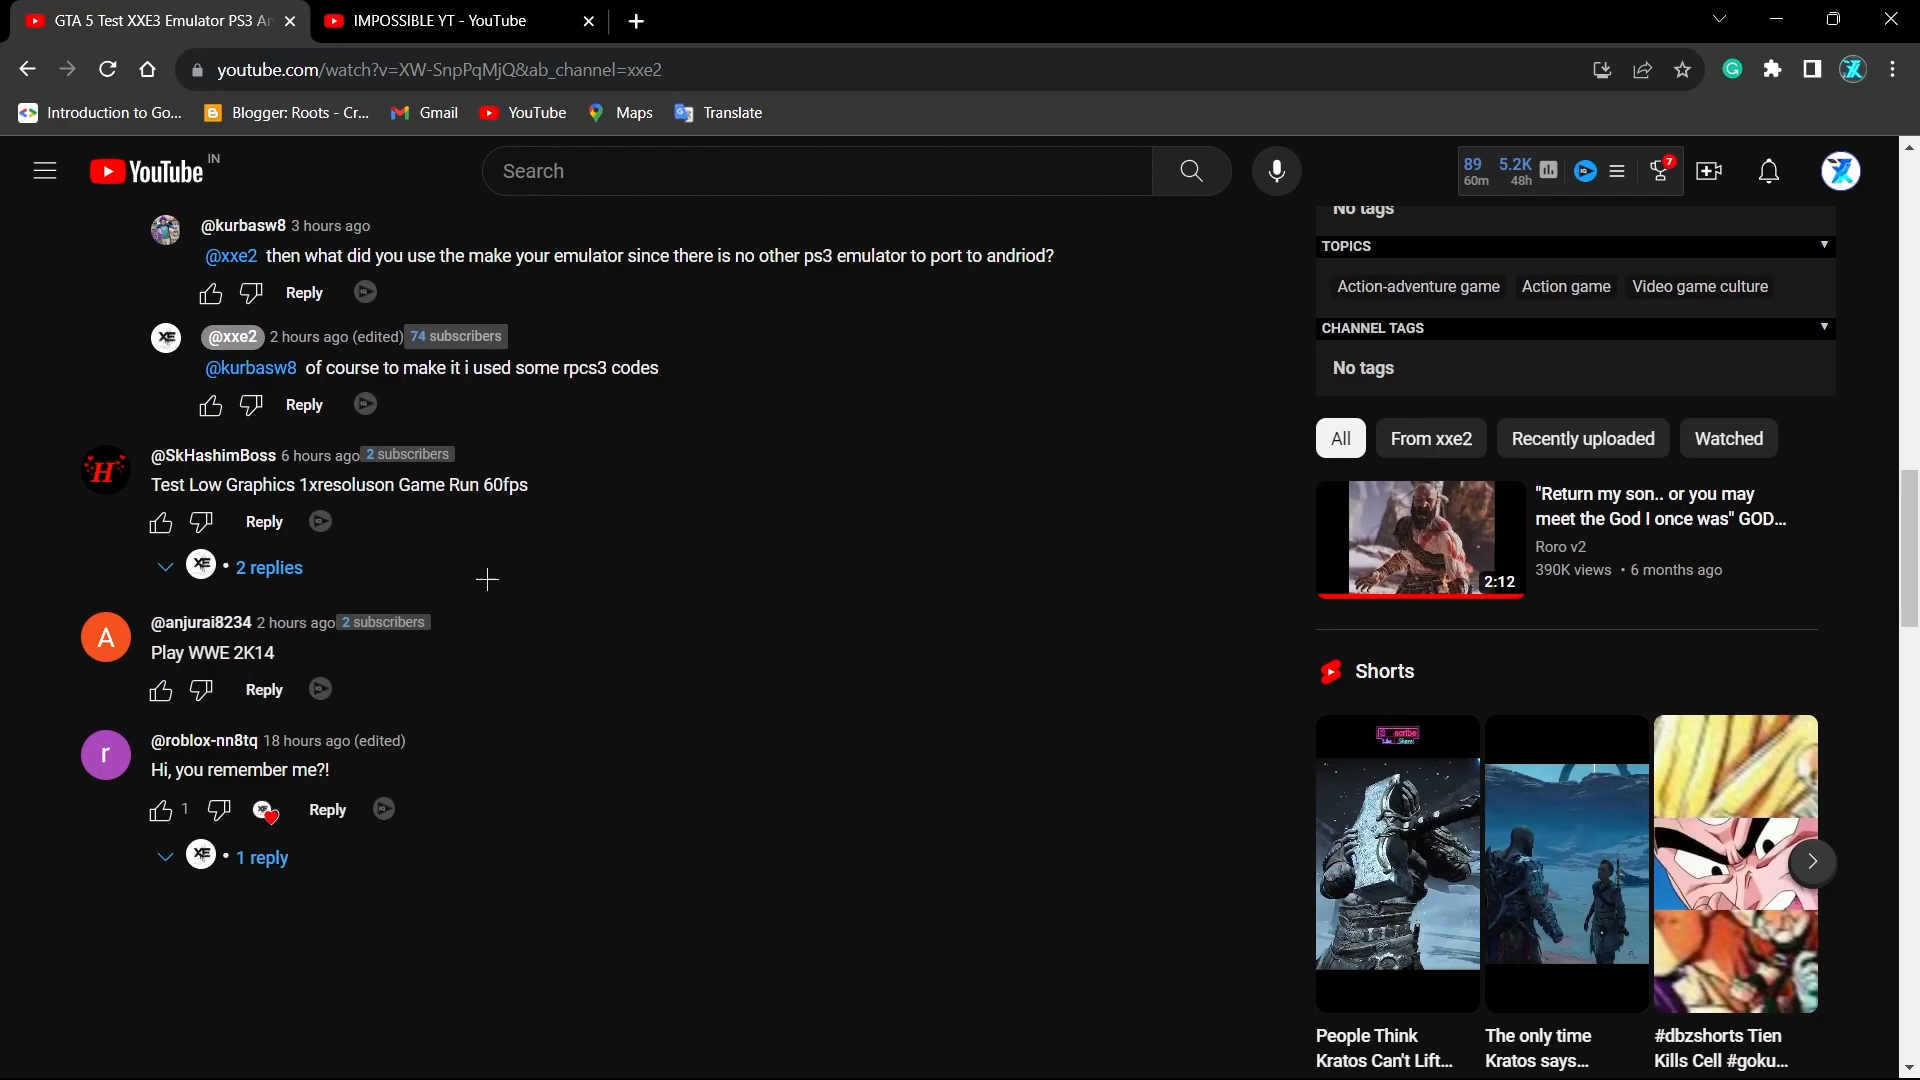 GTA 5 Test XXE3 Emulator PS3 An
IMPOSSIBLE YT - YouTube
youtube.com/watch?v=XW-SnpPqMjQ&ab_channel=xxe2
Introduction to Go...
Blogger: Roots - Cr...
Gmail
YouTube
Maps
Translate
YouTube IN
Search
89 5.2K
60m 48h
7
@kurbasw8 3 hours ago
@xxe2 then what did you use the make your emulator since there is no other ps3 emulator to port to andriod?
Reply
@xxe2 2 hours ago (edited) 74 subscribers
@kurbasw8 of course to make it i used some rpcs3 codes
Reply
@SkHashimBoss 6 hours ago 2 subscribers
Test Low Graphics 1xresoluson Game Run 60fps
Reply
• 2 replies
@anjurai8234 2 hours ago 2 subscribers
Play WWE 2K14
Reply
@roblox-nn8tq 18 hours ago (edited)
Hi, you remember me?!
1 Reply
• 1 reply
No tags
TOPICS
Action-adventure game Action game Video game culture
CHANNEL TAGS
No tags
All From xxe2 Recently uploaded Watched
"Return my son.. or you may
meet the God I once was" GOD...
Roro v2
390K views • 6 months ago
2:12
Shorts
People Think
Kratos Can't Lift...
The only time
Kratos says...
#dbzshorts Tien
Kills Cell #goku...